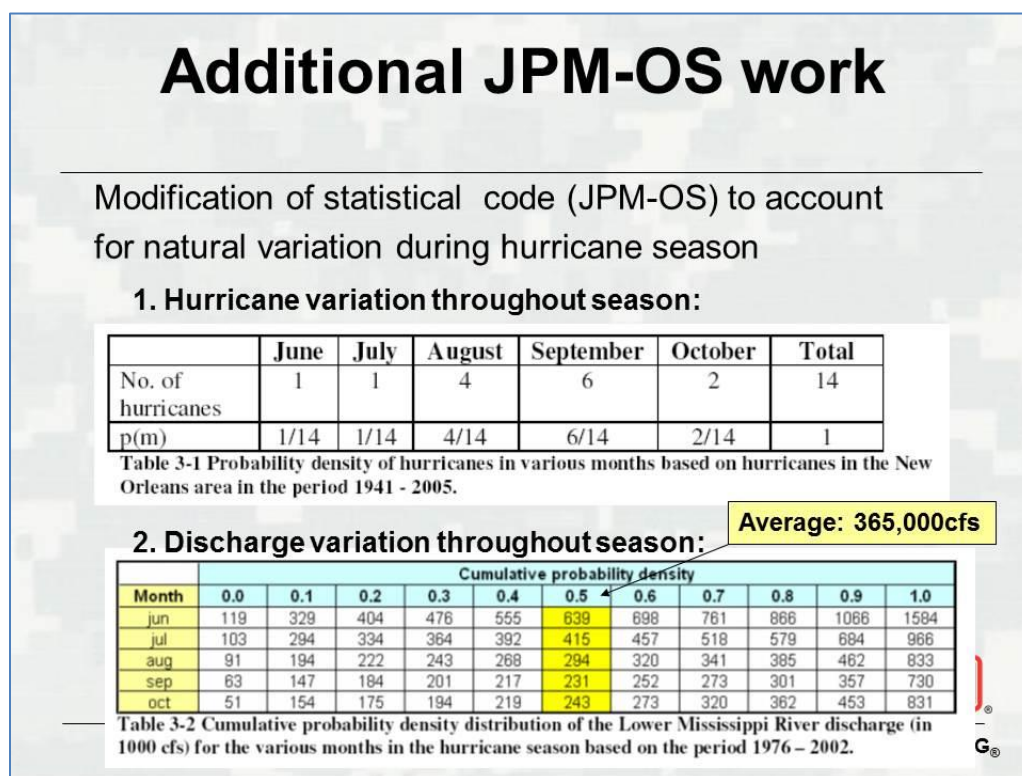 Additional JPM-OS work
Modification of statistical code (JPM-OS) to account
for natural variation during hurricane season
1. Hurricane variation throughout season:
June July August September October Total
No. of hurricanes 1 1 4 6 2 14
p(m) 1/14 1/14 4/14 6/14 2/14 1
Table 3-1 Probability density of hurricanes in various months based on hurricanes in the New
Orleans area in the period 1941 - 2005.
Average: 365,000cfs
2. Discharge variation throughout season:
Cumulative probability density
Month 0.0 0.1 0.2 0.3 0.4 0.5 0.6 0.7 0.8 0.9 1.0
jun 119 329 404 476 555 639 698 761 866 1066 1584
jul 103 294 334 364 392 415 457 518 579 684 966
aug 91 194 222 243 268 294 320 341 385 462 833
sep 63 147 184 201 217 231 252 273 301 357 730
oct 51 154 175 194 219 243 273 320 362 453 831
Table 3-2 Cumulative probability density distribution of the Lower Mississippi River discharge (in
1000 cfs) for the various months in the hurricane season based on the period 1976 – 2002.
®
G®